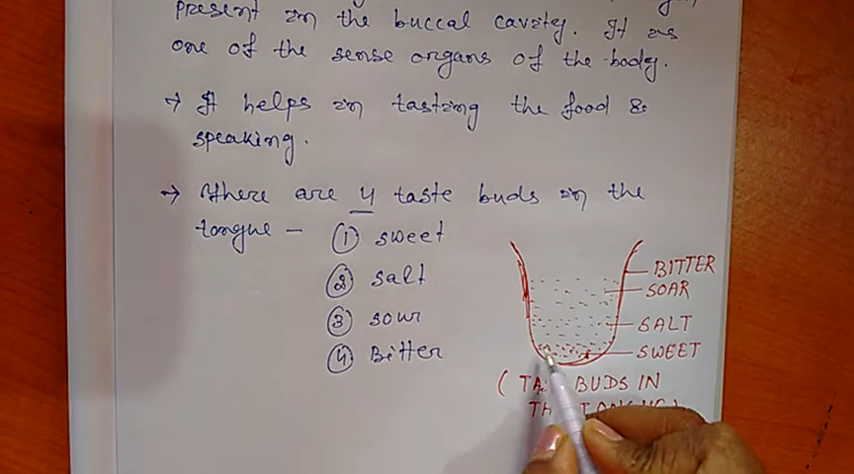 present in the buccal cavity. It is
one of the sense organs of the body.
→ It helps in tasting the food &
speaking.
→ There are 4 taste buds in the
tongue –
① sweet
② salt
③ sour
④ Bitter
BITTER
SOAR
SALT
SWEET
( BUDS IN